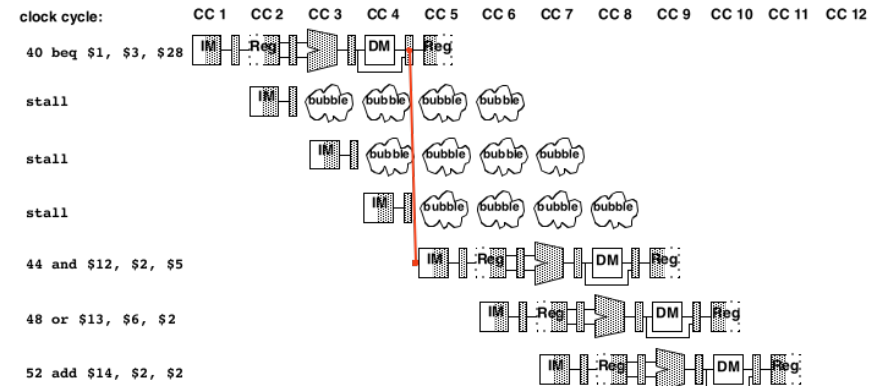 clock cycle: CC 1 CC 2 CC 3 CC 4 CC 5 CC 6 CC 7 CC 8 CC 9 CC 10 CC 11 CC 12
40 beq $1, $3, $28 IM Reg DM Reg
stall IM bubble bubble bubble bubble
stall IM bubble bubble bubble bubble
stall IM bubble bubble bubble bubble
44 and $12, $2, $5 IM Reg DM Reg
48 or $13, $6, $2 IM Reg DM Reg
52 add $14, $2, $2 IM Reg DM Reg